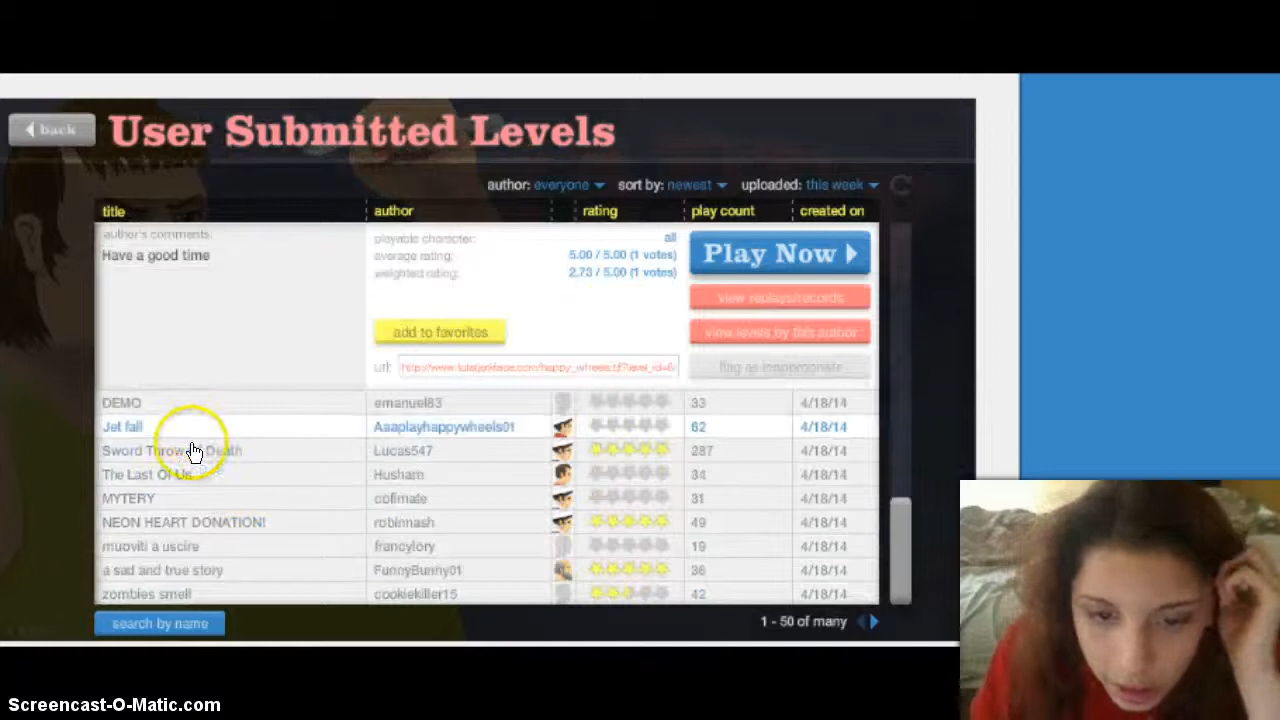 back
User Submitted Levels
author: everyone sort by: newest uploaded: this week
title author rating play count created on
author's comments:
Have a good time
playable character: all
average rating: 5.00 / 5.00 (1 votes)
weighted rating: 2.73 / 5.00 (1 votes)
Play Now
view replays/records
add to favorites
view levels by this author
url:
flag as inappropriate
DEMO emanuel83 33 4/18/14
Jet fall Aaaplayhappywheels01 62 4/18/14
Sword Throw Death Lucas547 287 4/18/14
The Last Of Us Husham 34 4/18/14
MYTERY cofimate 31 4/18/14
NEON HEART DONATION! robinnash 49 4/18/14
muoviti a uscire francylory 19 4/18/14
a sad and true story FunnyBunny01 36 4/18/14
zombies smell cookiekiller15 42 4/18/14
search by name
1 - 50 of many
Screencast-O-Matic.com